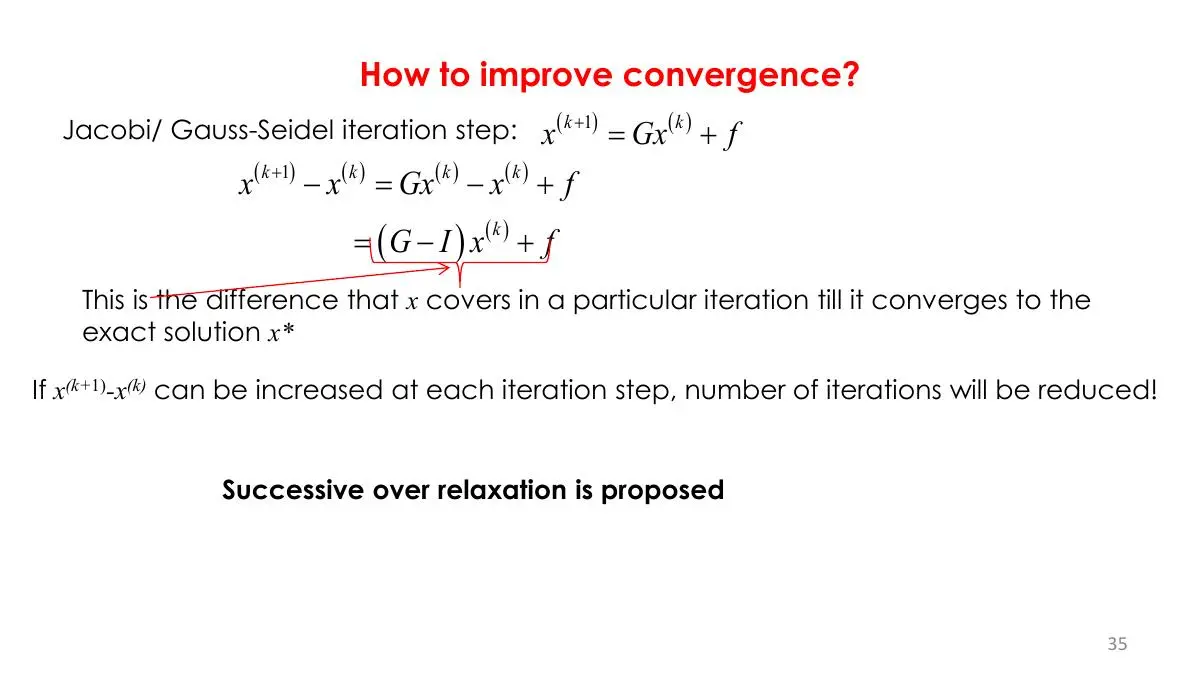 How to improve convergence?
Jacobi/ Gauss-Seidel iteration step: x^(k+1) = Gx^(k) + f
x^(k+1) − x^(k) = Gx^(k) − x^(k) + f
= (G − I) x^(k) + f
This is the difference that x covers in a particular iteration till it converges to the
exact solution x*
If x^(k+1)-x^(k) can be increased at each iteration step, number of iterations will be reduced!
Successive over relaxation is proposed
35